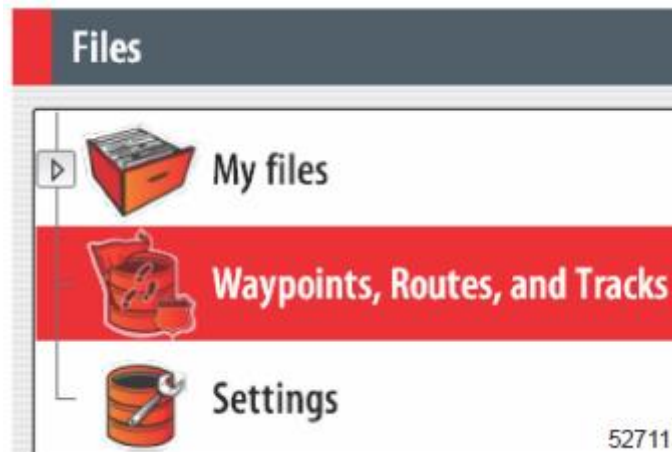 Files
My files
Waypoints, Routes, and Tracks
Settings
52711